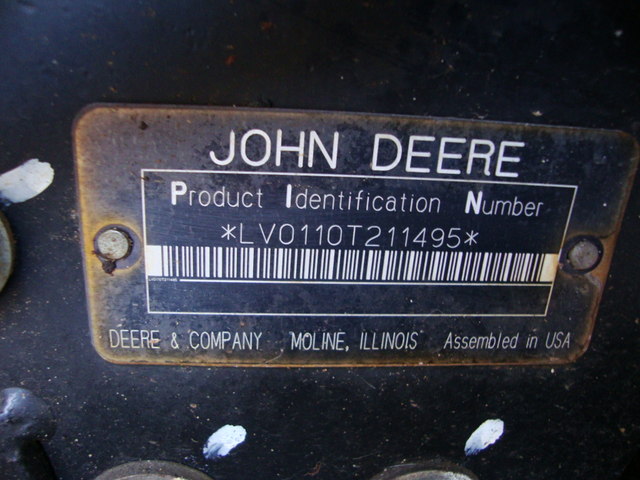 JOHN DEERE
Product Identification Number
*LV0110T211495*
DEERE & COMPANY MOLINE, ILLINOIS Assembled in USA